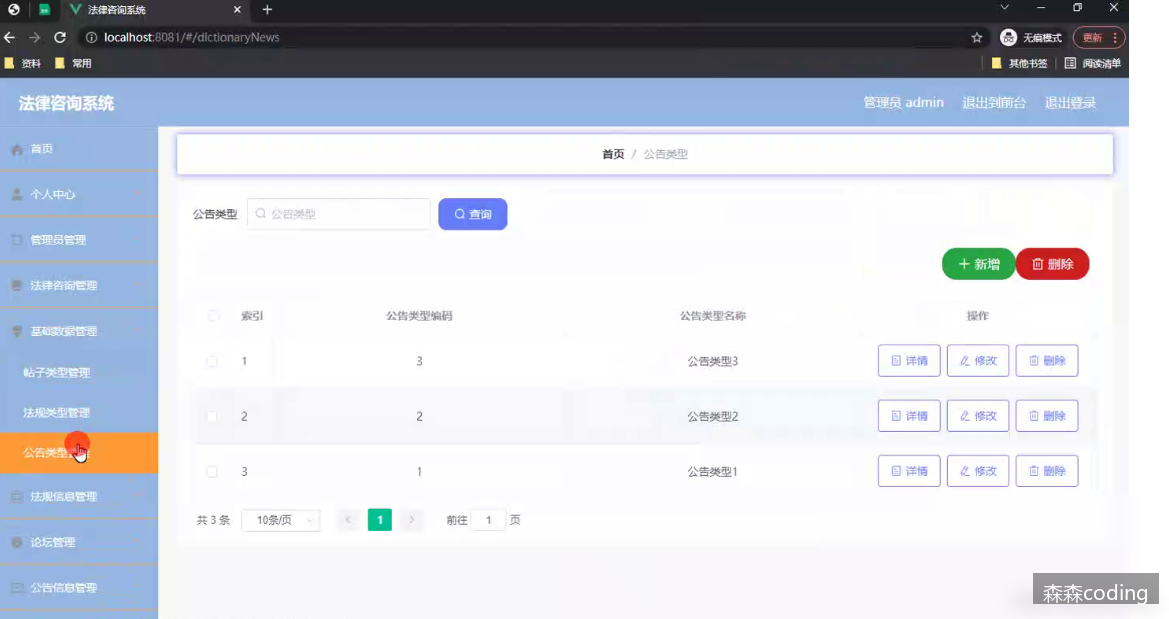 法律咨询系统
localhost:8081/#/dictionaryNews
无痕模式
更新
资料
常用
其他书签
阅读清单
法律咨询系统
管理员 admin
退出到前台
退出登录
首页
个人中心
管理员管理
法律咨询管理
基础数据管理
帖子类型管理
法规类型管理
公告类型
法规信息管理
论坛管理
公告信息管理
首页 / 公告类型
公告类型
公告类型
查询
新增
删除
索引 公告类型编码 公告类型名称 操作
1 3 公告类型3 详情 修改 删除
2 2 公告类型2 详情 修改 删除
3 1 公告类型1 详情 修改 删除
共 3 条 10条/页 1 前往 1 页
森森coding